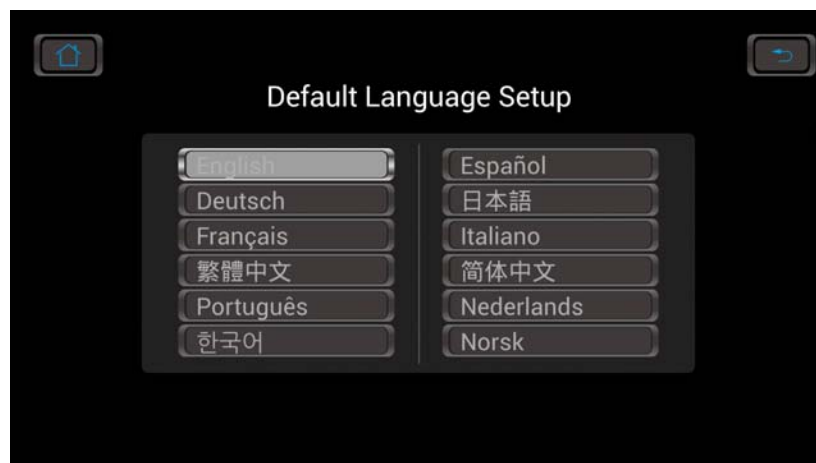 Default Language Setup
English
Deutsch
Français
繁體中文
Português
한국어
Español
日本語
Italiano
简体中文
Nederlands
Norsk